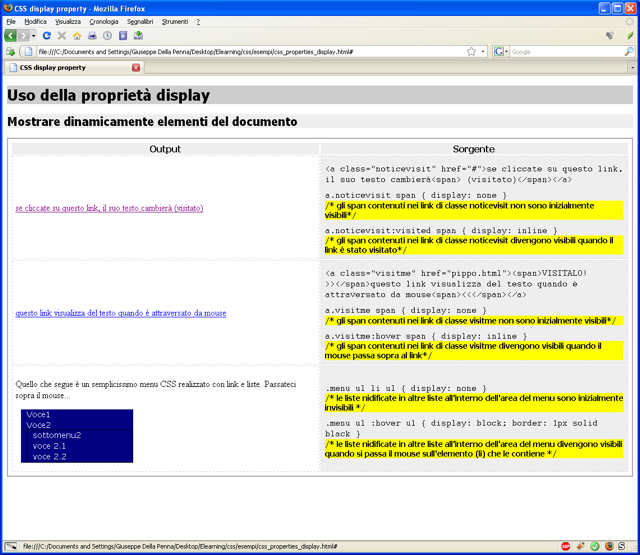 CSS display property - Mozilla Firefox
File Modifica Visualizza Cronologia Segnalibri Strumenti ?
file:///C:/Documents and Settings/Giuseppe Della Penna/Desktop/Elearning/css/esempi/css_properties_display.html#
Google
CSS display property
Uso della proprietà display
Mostrare dinamicamente elementi del documento
Output
Sorgente
se cliccate su questo link, il suo testo cambierà (visitato)
<a class="noticevisit" href="#">se cliccate su questo link,
il suo testo cambierà<span> (visitato)</span></a>
a.noticevisit span { display: none }
/* gli span contenuti nei link di classe noticevisit non sono inizialmente
visibili*/
a.noticevisit:visited span { display: inline }
/* gli span contenuti nei link di classe noticevisit divengono visibili quando il
link è stato visitato*/
questo link visualizza del testo quando è attraversato da mouse
<a class="visitme" href="pippo.html"><span>VISITALO!
>></span>questo link visualizza del testo quando è
attraversato da mouse<span><<</span></a>
a.visitme span { display: none }
/* gli span contenuti nei link di classe visitme non sono inizialmente visibili*/
a.visitme:hover span { display: inline }
/* gli span contenuti nei link di classe visitme divengono visibili quando il
mouse passa sopra al link*/
Quello che segue è un semplicissimo menu CSS realizzato con link e liste. Passateci
sopra il mouse...
Voce1
Voce2
sottomenu2
voce 2.1
voce 2.2
.menu ul li ul { display: none }
/* le liste nidificate in altre liste all'interno dell'area del menu sono inizialmente
invisibili */
.menu ul :hover ul { display: block; border: 1px solid
black }
/* le liste nidificate in altre liste all'interno dell'area del menu divengono visibili
quando si passa il mouse sull'elemento (li) che le contiene */
file:///C:/Documents and Settings/Giuseppe Della Penna/Desktop/Elearning/css/esempi/css_properties_display.html#
ABP